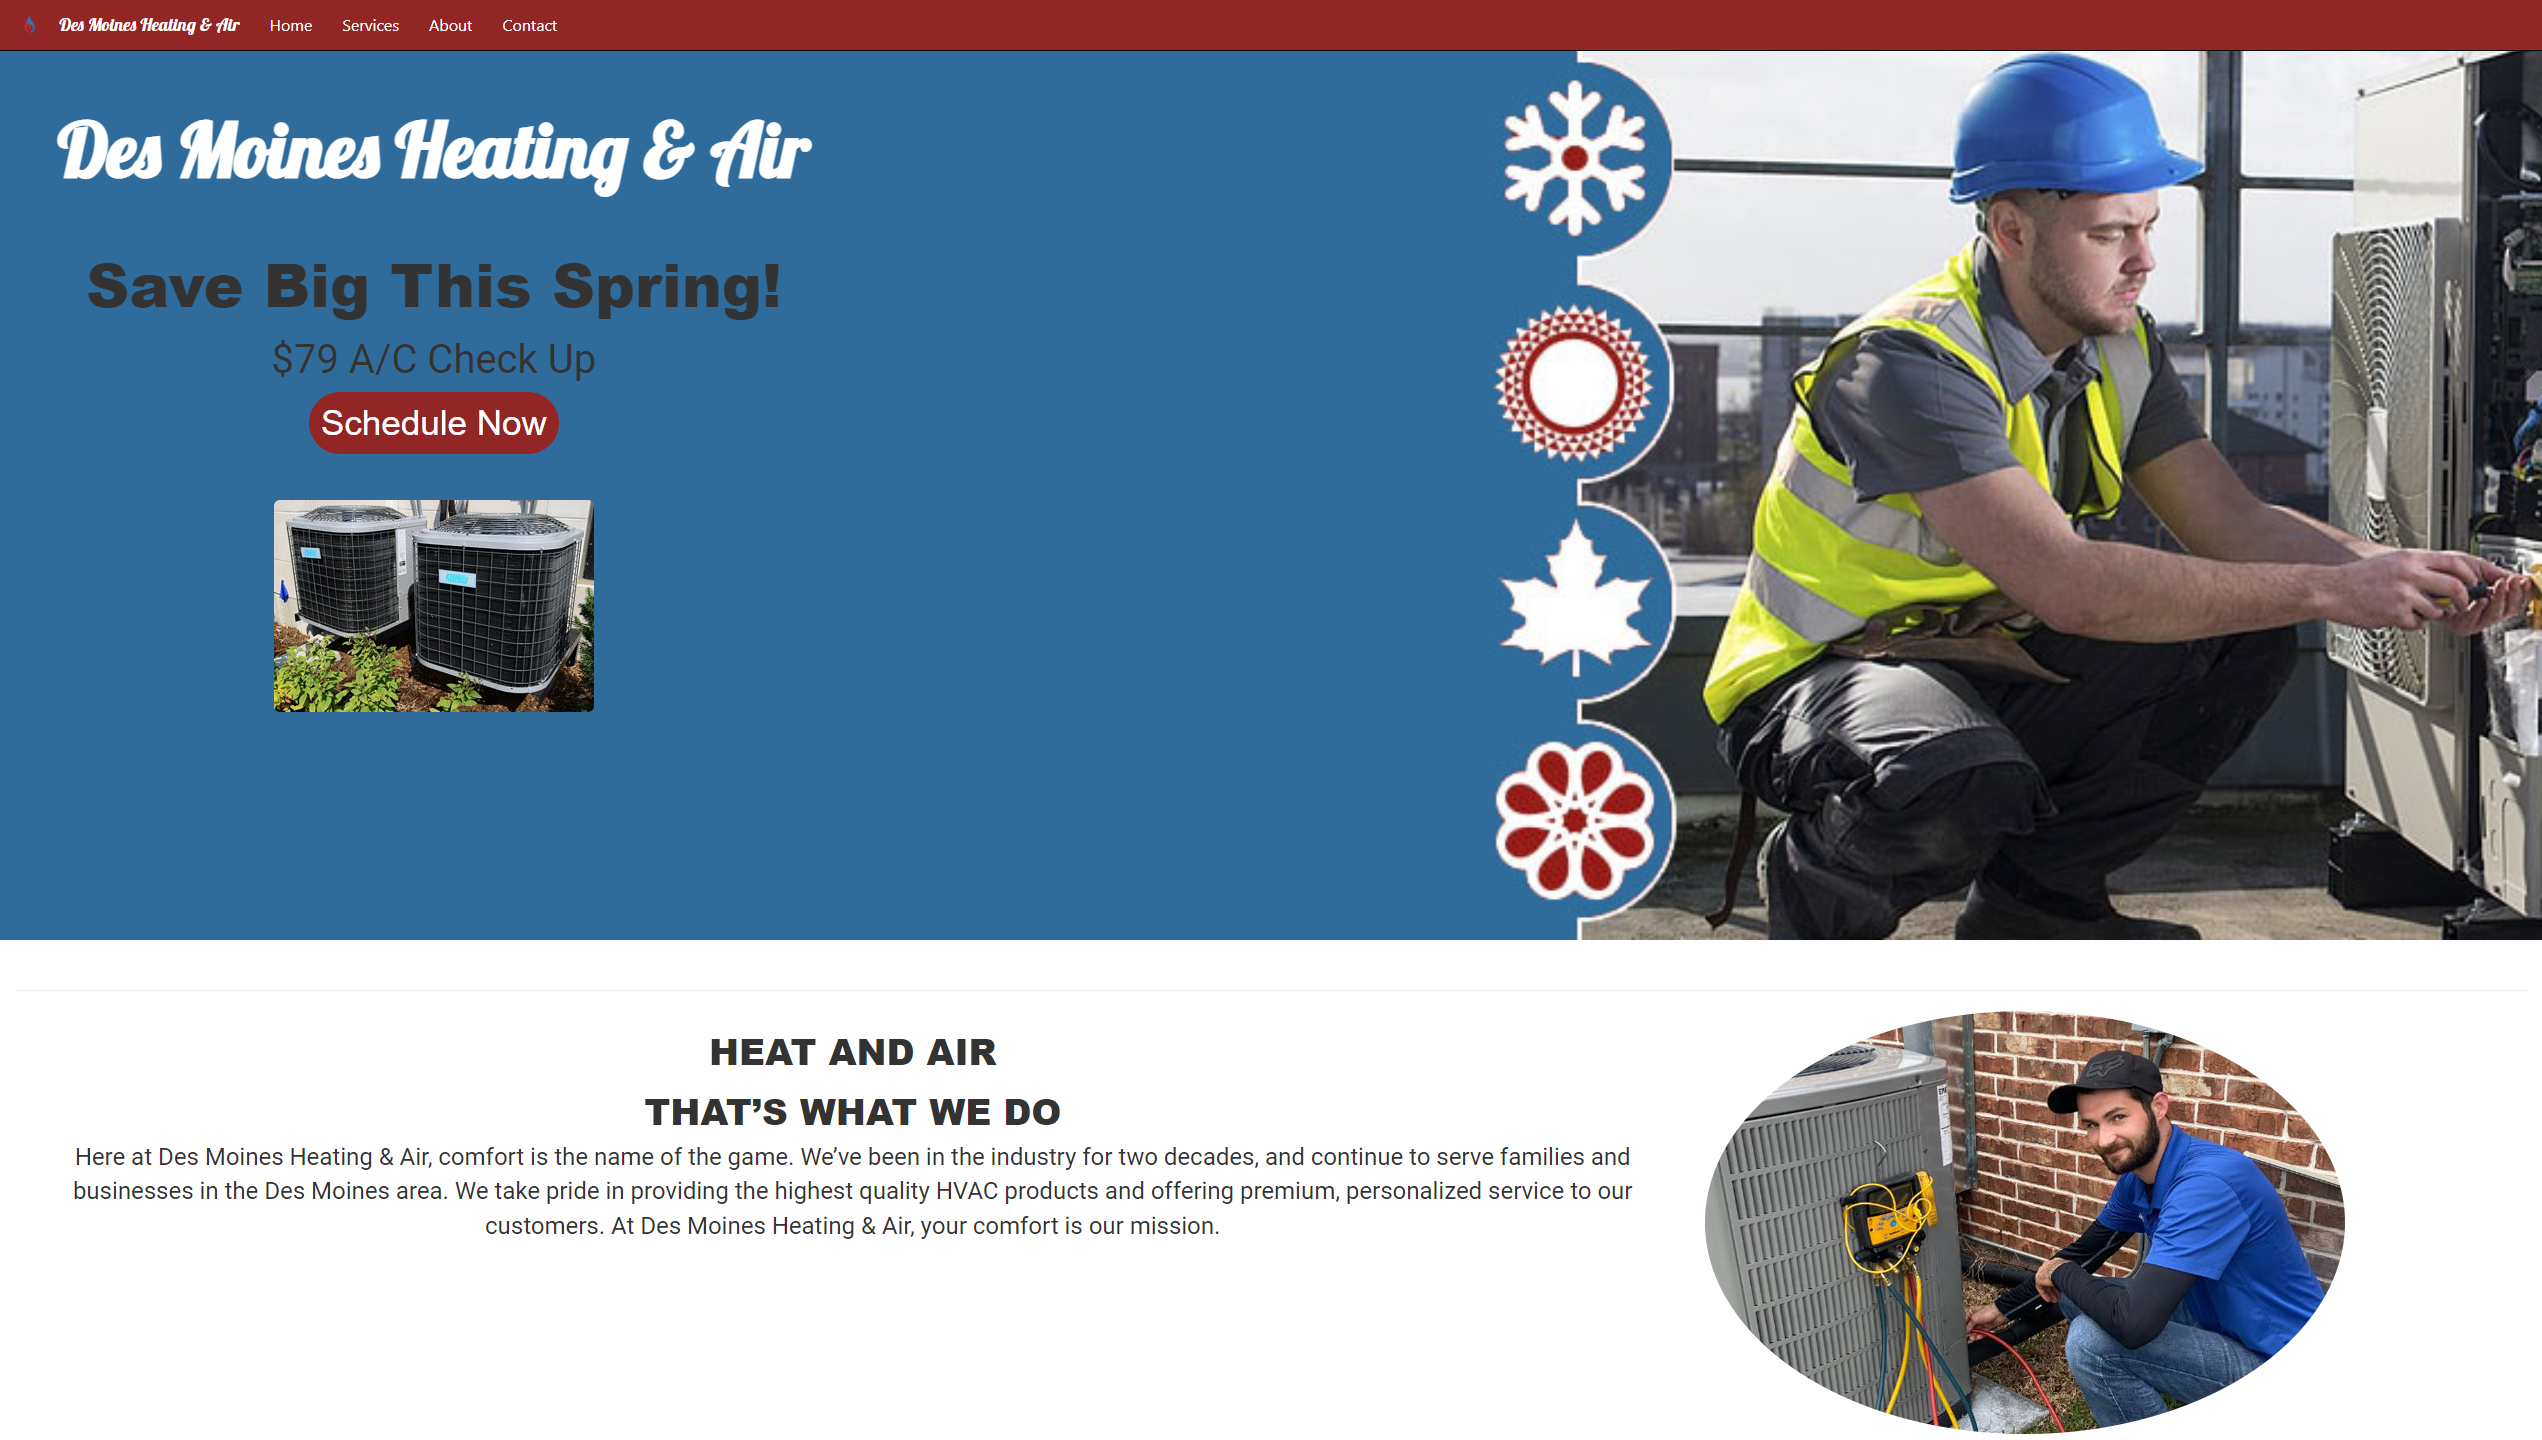 Des Moines Heating & Air Home Services About Contact
Des Moines Heating & Air
Save Big This Spring!
$79 A/C Check Up
Schedule Now
HEAT AND AIR
THAT’S WHAT WE DO
Here at Des Moines Heating & Air, comfort is the name of the game. We’ve been in the industry for two decades, and continue to serve families and
businesses in the Des Moines area. We take pride in providing the highest quality HVAC products and offering premium, personalized service to our
customers. At Des Moines Heating & Air, your comfort is our mission.